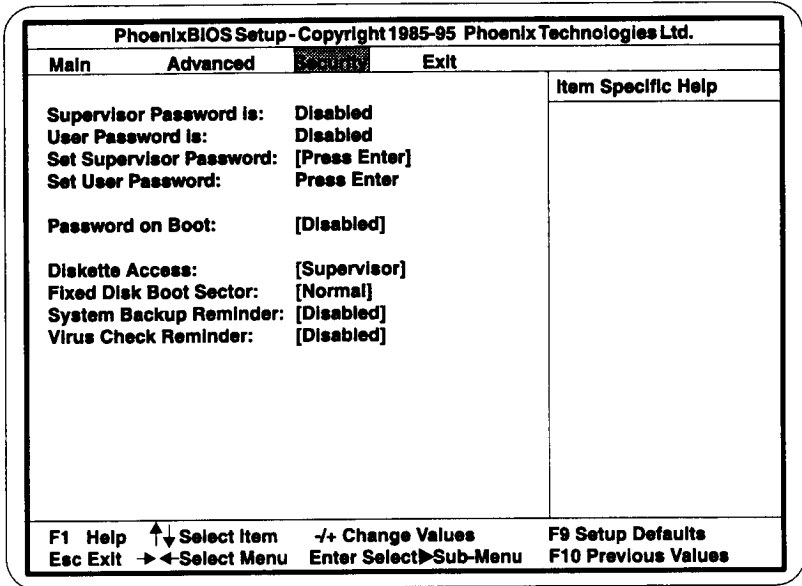 PhoenixBIOS Setup - Copyright 1985-95 Phoenix Technologies Ltd.
Main Advanced Security Exit
Item Specific Help
Supervisor Password is: Disabled
User Password is: Disabled
Set Supervisor Password: [Press Enter]
Set User Password: Press Enter
Password on Boot: [Disabled]
Diskette Access: [Supervisor]
Fixed Disk Boot Sector: [Normal]
System Backup Reminder: [Disabled]
Virus Check Reminder: [Disabled]
F1 Help ↑↓ Select Item -/+ Change Values F9 Setup Defaults
Esc Exit →← Select Menu Enter Select▶Sub-Menu F10 Previous Values